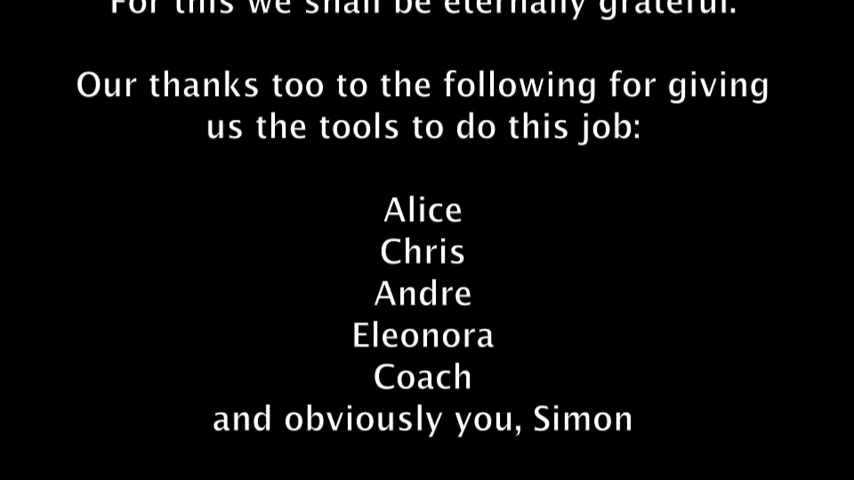 For this we shall be eternally grateful.
Our thanks too to the following for giving
us the tools to do this job:
Alice
Chris
Andre
Eleonora
Coach
and obviously you, Simon